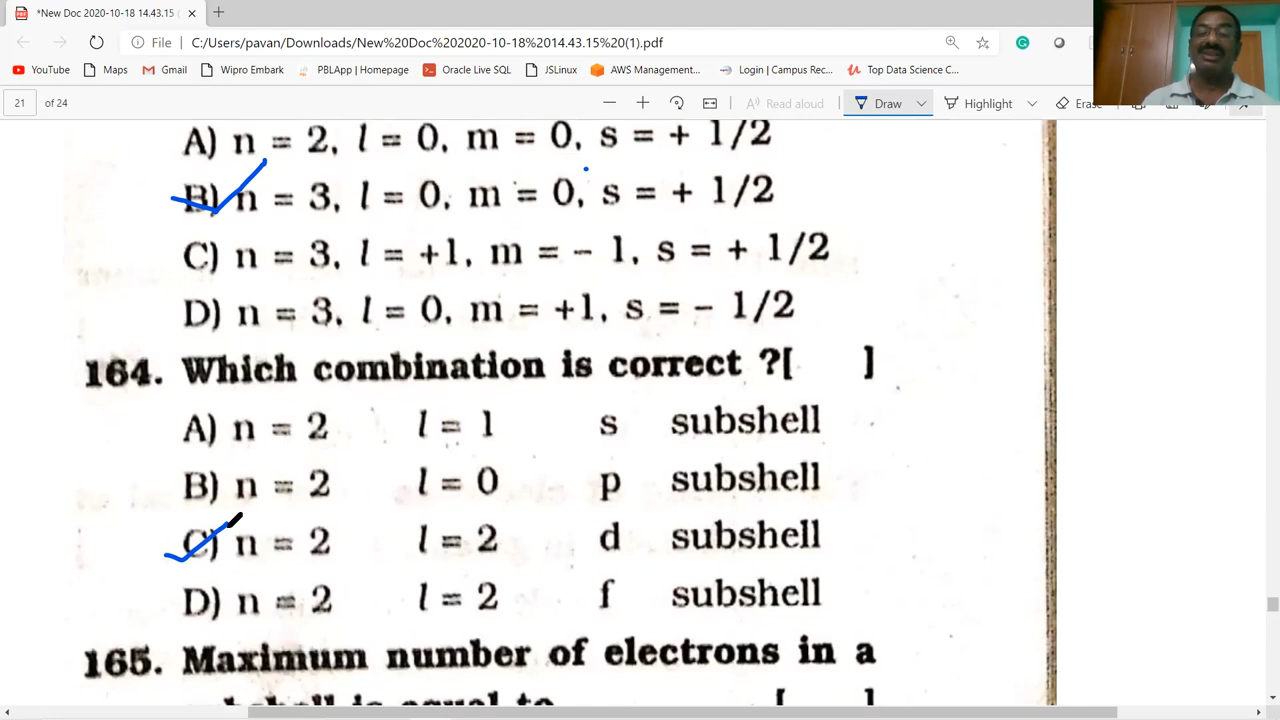 *New Doc 2020-10-18 14.43.15
File C:/Users/pavan/Downloads/New%20Doc%202020-10-18%2014.43.15%20(1).pdf
YouTube Maps Gmail Wipro Embark PBLApp | Homepage Oracle Live SQL JSLinux AWS Management... Login | Campus Rec... Top Data Science C...
21 of 24 Read aloud Draw Highlight Erase
A) n = 2, l = 0, m = 0, s = + 1/2
B) n = 3, l = 0, m = 0, s = + 1/2
C) n = 3, l = +1, m = - 1, s = + 1/2
D) n = 3, l = 0, m = +1, s = - 1/2
164. Which combination is correct ?[ ]
A) n = 2 l = 1 s subshell
B) n = 2 l = 0 p subshell
C) n = 2 l = 2 d subshell
D) n = 2 l = 2 f subshell
165. Maximum number of electrons in a
subshell is equal to [ ]